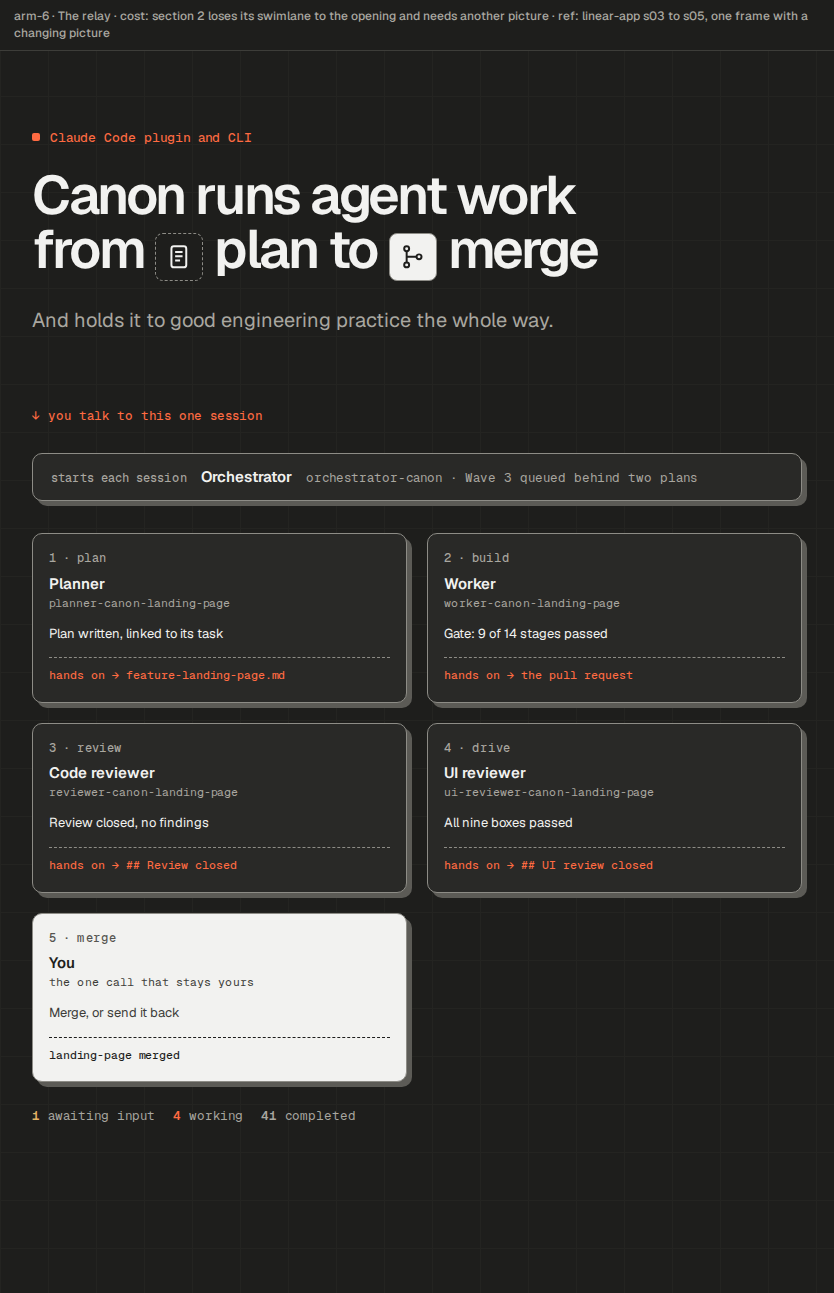 arm-6 · The relay · cost: section 2 loses its swimlane to the opening and needs another picture · ref: linear-app s03 to s05, one frame with a
changing picture
Claude Code plugin and CLI
Canon runs agent work
from plan to merge
And holds it to good engineering practice the whole way.
↓ you talk to this one session
starts each session Orchestrator orchestrator-canon · Wave 3 queued behind two plans
1 · plan
Planner
planner-canon-landing-page
Plan written, linked to its task
hands on → feature-landing-page.md
2 · build
Worker
worker-canon-landing-page
Gate: 9 of 14 stages passed
hands on → the pull request
3 · review
Code reviewer
reviewer-canon-landing-page
Review closed, no findings
hands on → ## Review closed
4 · drive
UI reviewer
ui-reviewer-canon-landing-page
All nine boxes passed
hands on → ## UI review closed
5 · merge
You
the one call that stays yours
Merge, or send it back
landing-page merged
1 awaiting input 4 working 41 completed